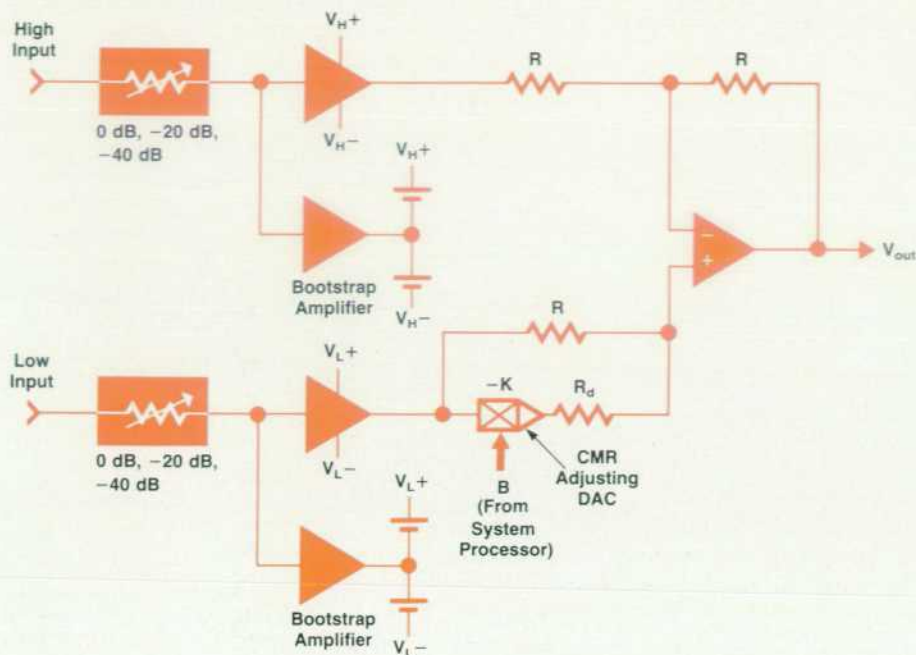 High
Input
0 dB, −20 dB,
−40 dB
V_H+
V_H−
V_H+
Bootstrap
Amplifier
V_H−
R
R
−
+
V_out
Low
Input
0 dB, −20 dB,
−40 dB
V_L+
V_L−
R
−K
R_d
B
(From
System
Processor)
CMR
Adjusting
DAC
V_L+
Bootstrap
Amplifier
V_L−